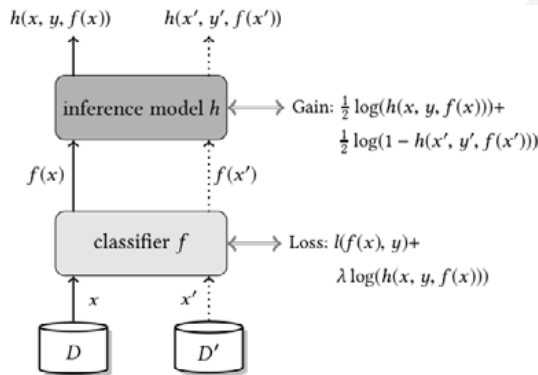 h(x, y, f(x)) h(x′, y′, f(x′))
inference model h
Gain: ½ log(h(x, y, f(x)))+
½ log(1 − h(x′, y′, f(x′)))
f(x) f(x′)
classifier f
Loss: l(f(x), y)+
λ log(h(x, y, f(x)))
x x′
D D′